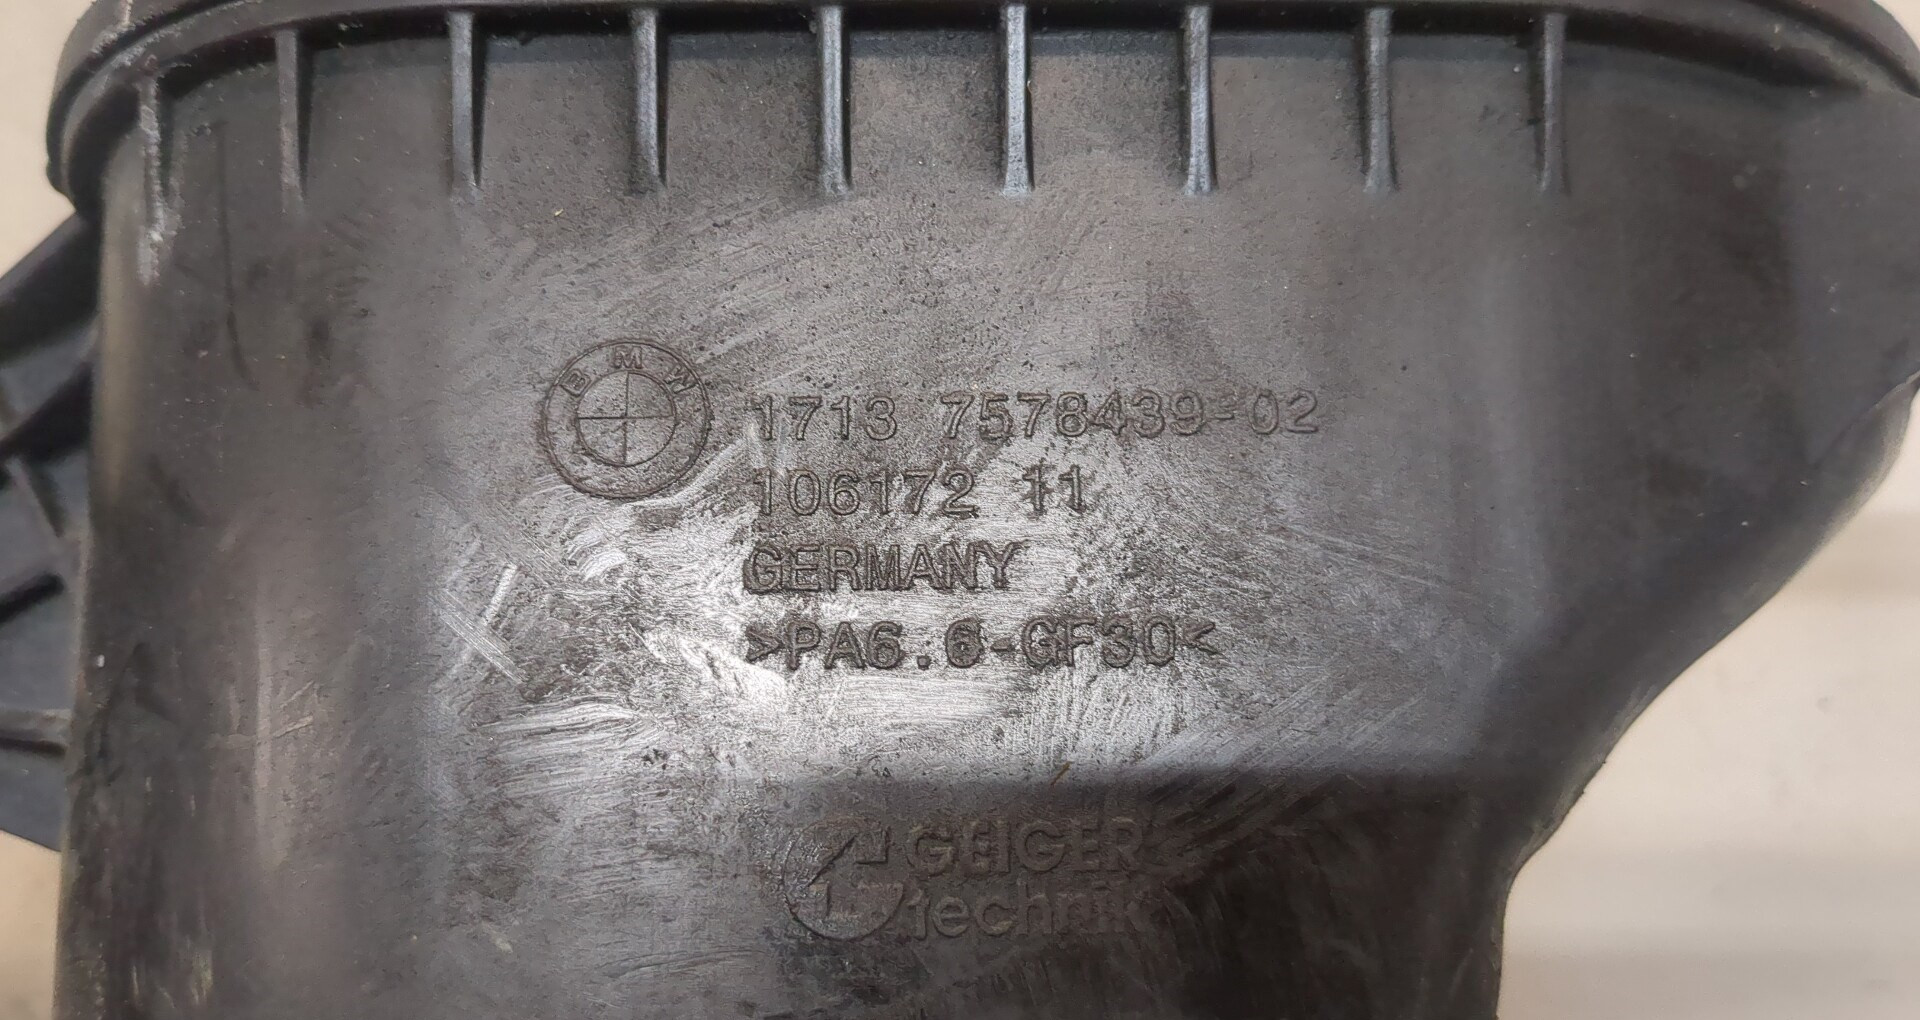 BMW
1713 7578439-02
106172 11
GERMANY
>PA6.6-GF30<
GEIGER
technik